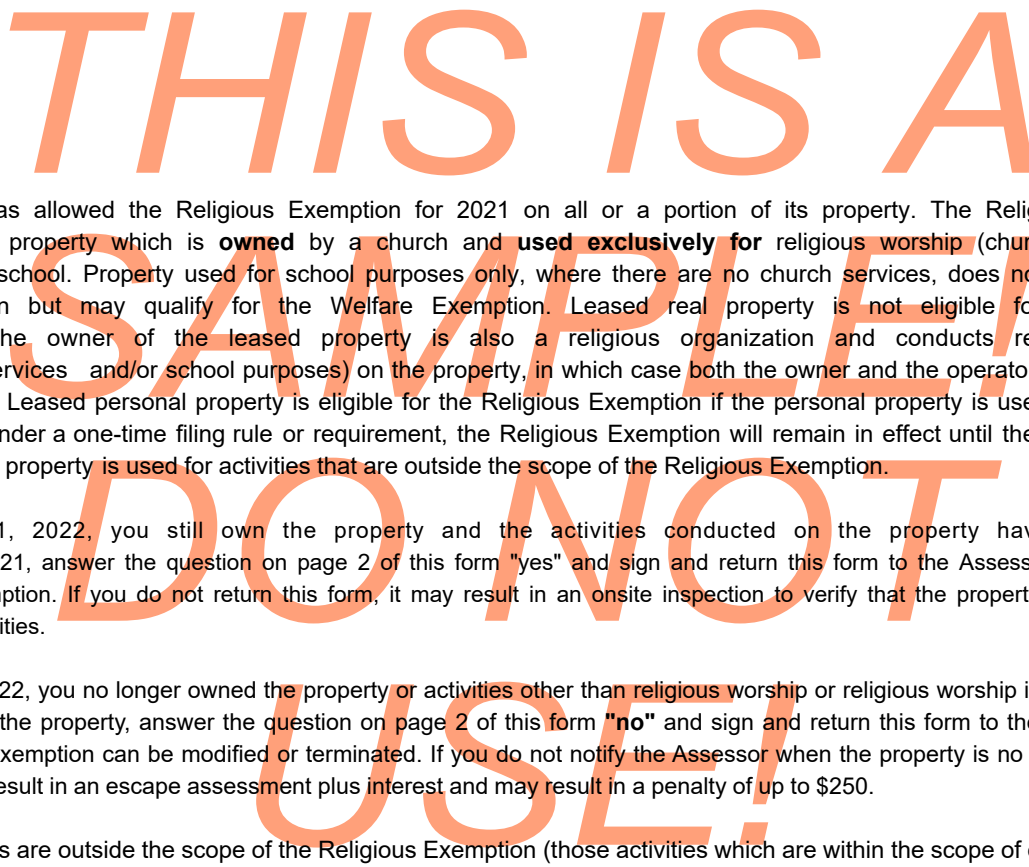 THIS IS A
as allowed the Religious Exemption for 2021 on all or a portion of its property. The Relig
property which is owned by a church and used exclusively for religious worship (chur
school. Property used for school purposes only, where there are no church services, does no
n but may qualify for the Welfare Exemption. Leased real property is not eligible fo
he owner of the leased property is also a religious organization and conducts re
ervices and/or school purposes) on the property, in which case both the owner and the operato
Leased personal property is eligible for the Religious Exemption if the personal property is use
nder a one-time filing rule or requirement, the Religious Exemption will remain in effect until the
property is used for activities that are outside the scope of the Religious Exemption.
SAMPLE!
1, 2022, you still own the property and the activities conducted on the property hav
21, answer the question on page 2 of this form "yes" and sign and return this form to the Assess
ption. If you do not return this form, it may result in an onsite inspection to verify that the propert
ities.
DO NOT
22, you no longer owned the property or activities other than religious worship or religious worship i
the property, answer the question on page 2 of this form "no" and sign and return this form to the
xemption can be modified or terminated. If you do not notify the Assessor when the property is no
esult in an escape assessment plus interest and may result in a penalty of up to $250.
USE!
s are outside the scope of the Religious Exemption (those activities which are within the scope of